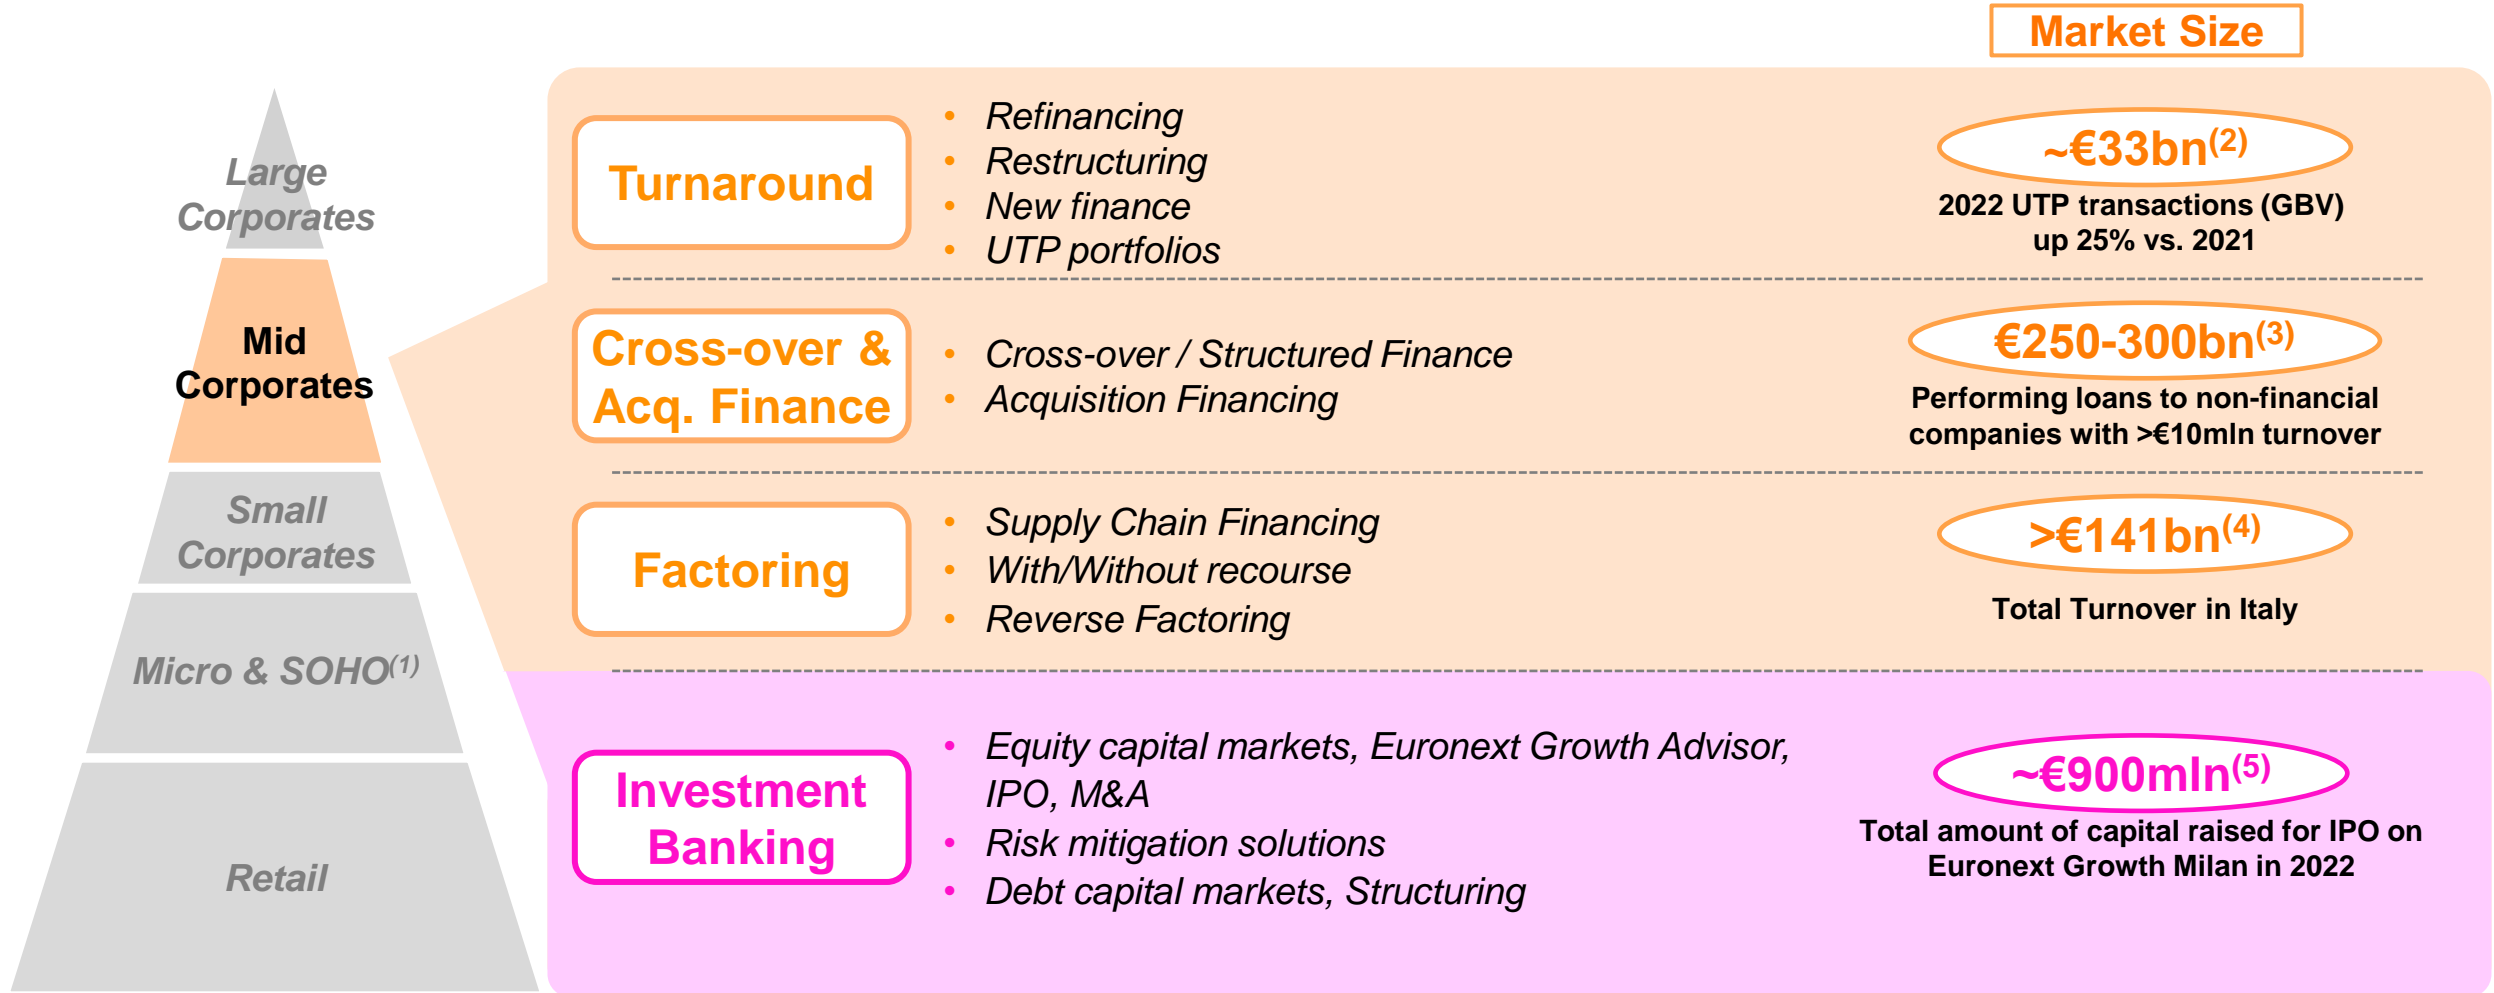 Market Size
Large
Corporates
Mid
Corporates
Small
Corporates
Micro & SOHO(1)
Retail
Turnaround
• Refinancing
• Restructuring
• New finance
• UTP portfolios
~€33bn(2)
2022 UTP transactions (GBV)
up 25% vs. 2021
Cross-over &
Acq. Finance
• Cross-over / Structured Finance
• Acquisition Financing
€250-300bn(3)
Performing loans to non-financial
companies with >€10mln turnover
Factoring
• Supply Chain Financing
• With/Without recourse
• Reverse Factoring
>€141bn(4)
Total Turnover in Italy
Investment
Banking
• Equity capital markets, Euronext Growth Advisor,
IPO, M&A
• Risk mitigation solutions
• Debt capital markets, Structuring
~€900mln(5)
Total amount of capital raised for IPO on
Euronext Growth Milan in 2022